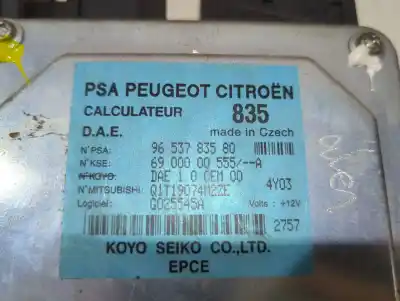 PSA PEUGEOT CITROËN
CALCULATEUR 835
D.A.E. made in Czech
N°PSA: 96 537 835 80
N°KSE: 69 000 00 555/--A
N°KOYO: DAE 1 0 OEM 00
N°MITSUBISHI: Q1T19074M2ZE 4Y03
Logiciel: G025545A Volts : +12V
2757
KOYO SEIKO CO.,LTD.
EPCE